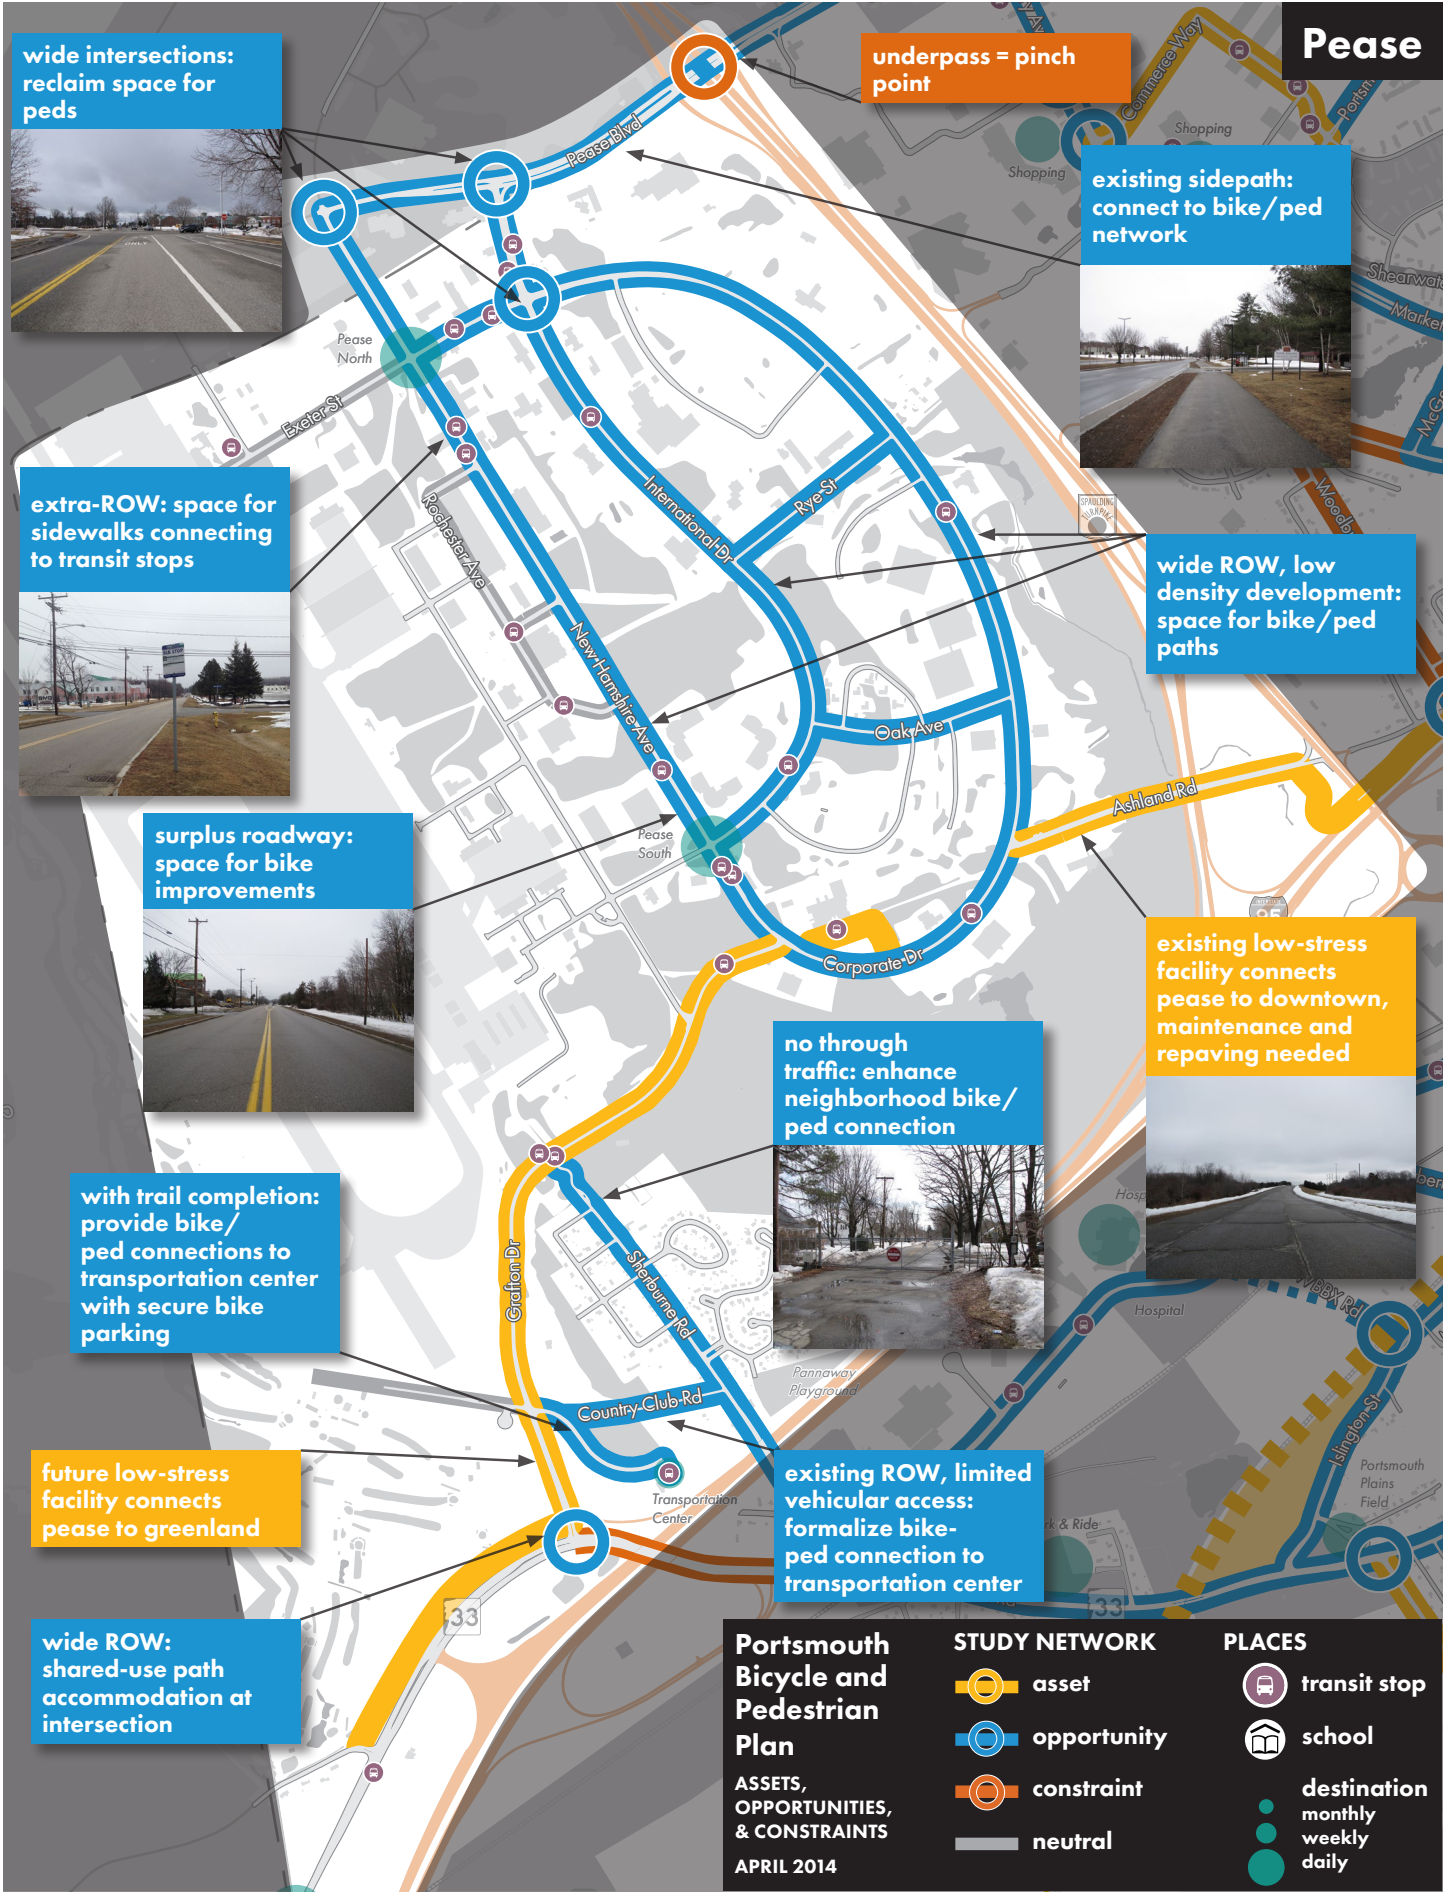 Pease
wide intersections:
reclaim space for
peds
underpass = pinch
point
existing sidepath:
connect to bike/ped
network
extra-ROW: space for
sidewalks connecting
to transit stops
wide ROW, low
density development:
space for bike/ped
paths
surplus roadway:
space for bike
improvements
existing low-stress
facility connects
pease to downtown,
maintenance and
repaving needed
no through
traffic: enhance
neighborhood bike/
ped connection
with trail completion:
provide bike/
ped connections to
transportation center
with secure bike
parking
future low-stress
facility connects
pease to greenland
existing ROW, limited
vehicular access:
formalize bike-
ped connection to
transportation center
wide ROW:
shared-use path
accommodation at
intersection
Commerce Way
Shopping
Shopping
Pease Blvd
Pease
North
Exeter St
Rochester Ave
International Dr
Rye St
New Hamshire Ave
Oak Ave
SPAULDING
TURNPIKE
Ashland Rd
Pease
South
Corporate Dr
95
Grafton Dr
Sherburne Rd
Country Club Rd
Pannaway
Playground
Transportation
Center
Hospital
Islington St
Portsmouth
Plains
Field
33
33
Portsmouth
Bicycle and
Pedestrian
Plan
ASSETS,
OPPORTUNITIES,
& CONSTRAINTS
APRIL 2014
STUDY NETWORK
asset
opportunity
constraint
neutral
PLACES
transit stop
school
destination
monthly
weekly
daily